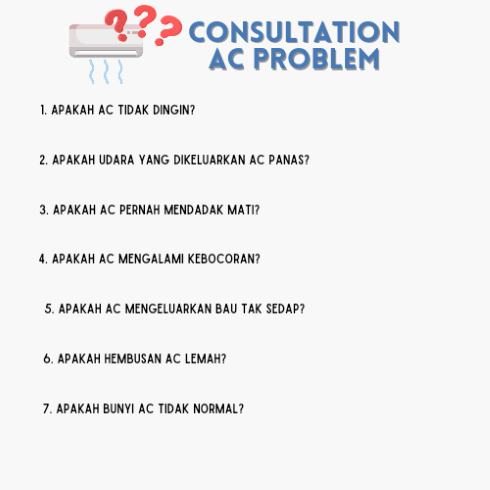 ???
CONSULTATION
AC PROBLEM
1. APAKAH AC TIDAK DINGIN?
2. APAKAH UDARA YANG DIKELUARKAN AC PANAS?
3. APAKAH AC PERNAH MENDADAK MATI?
4. APAKAH AC MENGALAMI KEBOCORAN?
5. APAKAH AC MENGELUARKAN BAU TAK SEDAP?
6. APAKAH HEMBUSAN AC LEMAH?
7. APAKAH BUNYI AC TIDAK NORMAL?